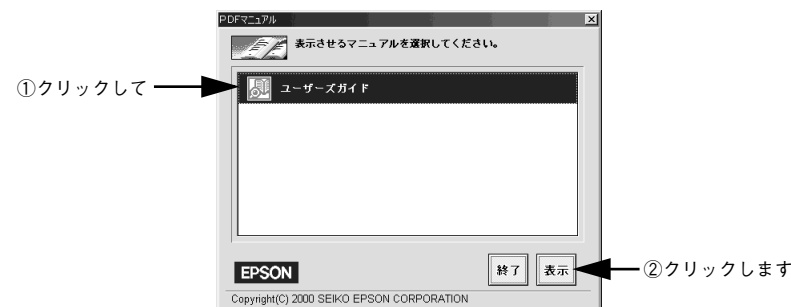 PDFマニュアル
表示させるマニュアルを選択してください。
①クリックして
ユーザーズガイド
EPSON
終了
表示
②クリックします
Copyright(C) 2000 SEIKO EPSON CORPORATION